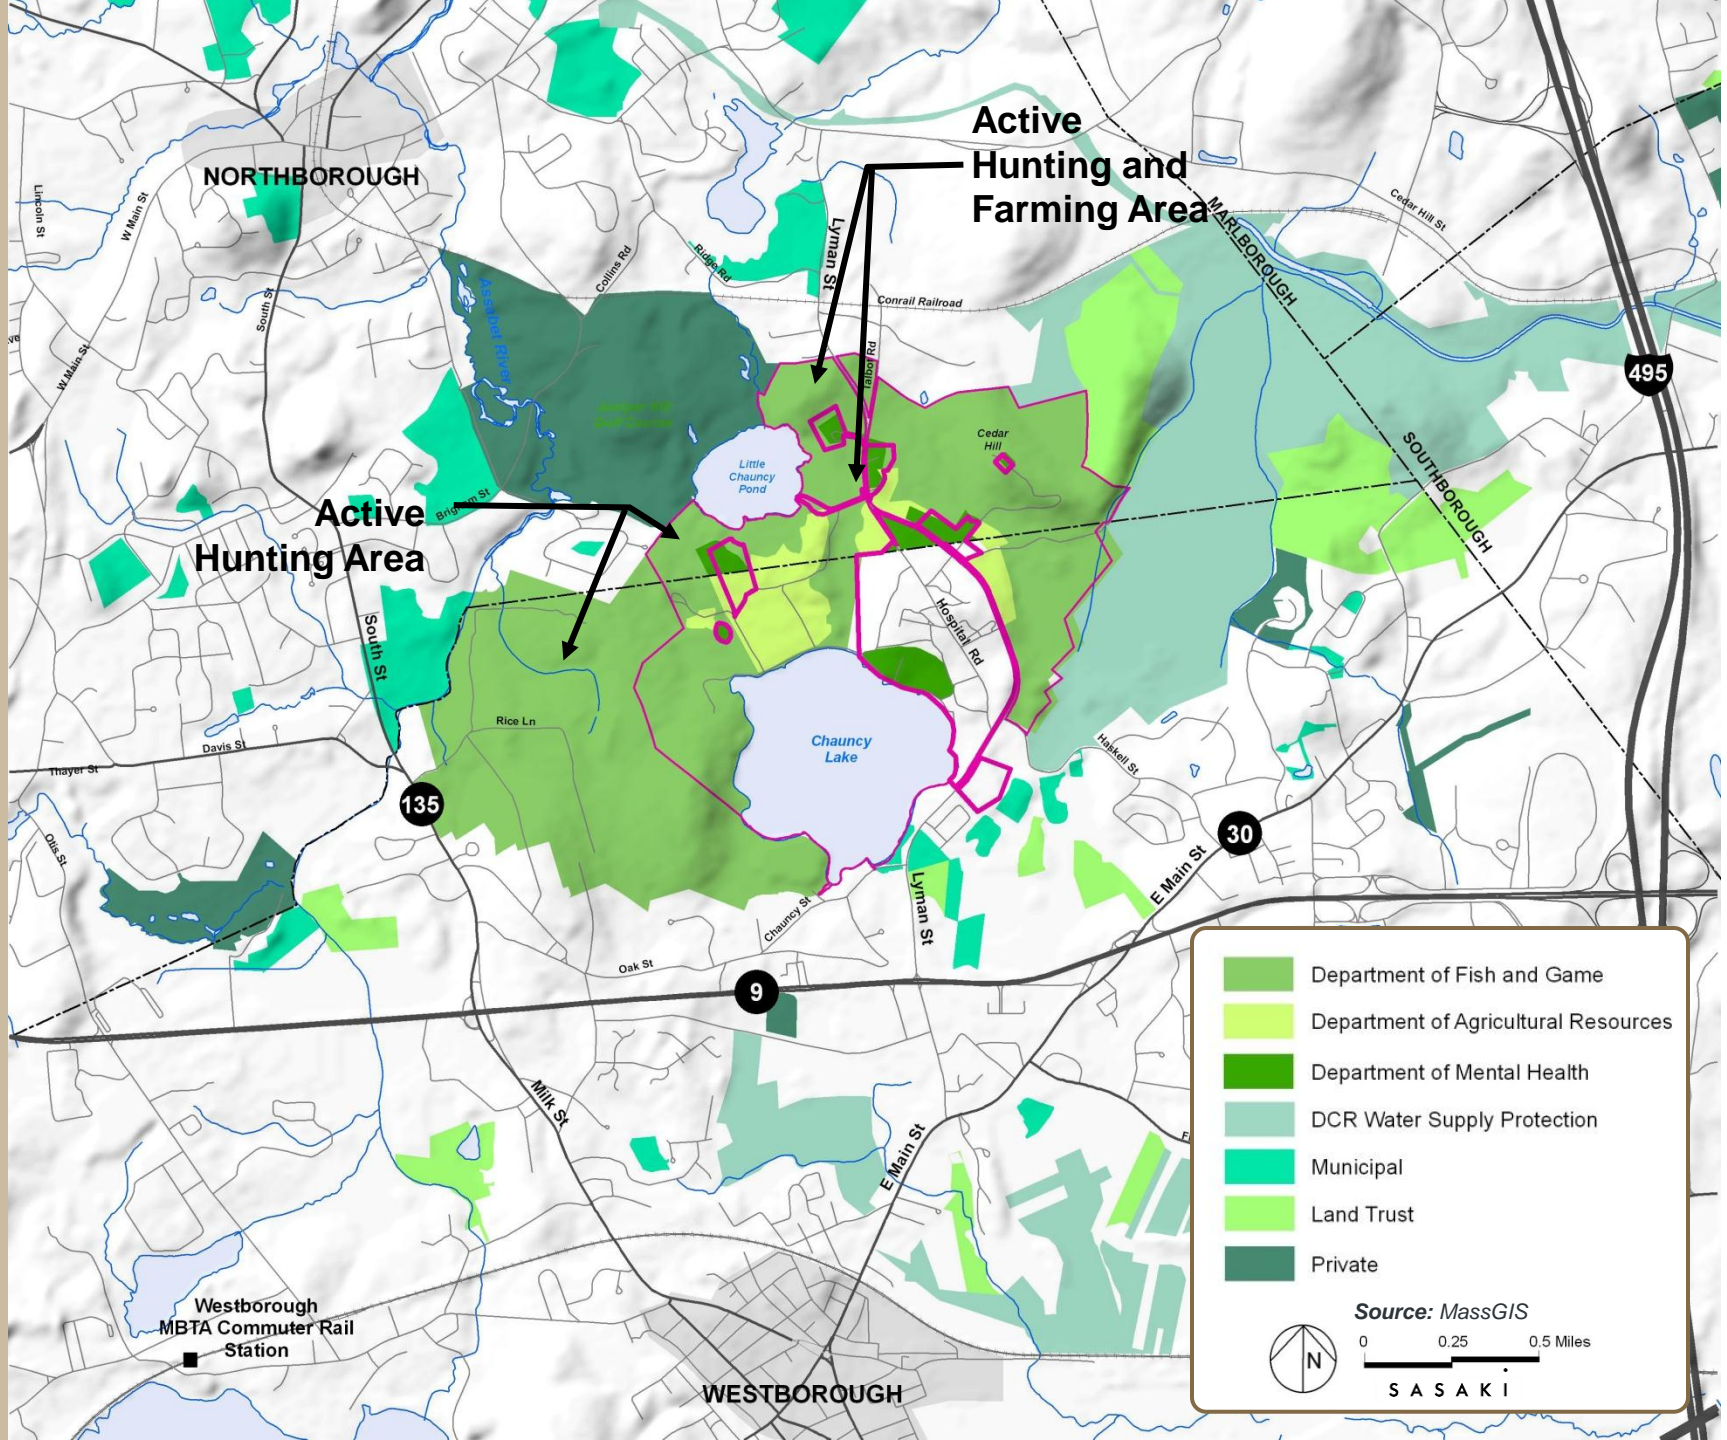 Active
Hunting and
Farming Area
NORTHBOROUGH
Lincoln St
W Main St
South St
W Main St
Collins Rd
Ridge Rd
Lyman St
Conrail Railroad
Talbot Rd
Cedar Hill St
MARLBOROUGH
SOUTHBOROUGH
495
Assabet River
Cedar
Hill
Little
Chauncy
Pond
Brigham St
Active
Hunting Area
South St
Hospital Rd
Rice Ln
Chauncy
Lake
Davis St
Thayer St
135
Otis St
Haskell St
30
E Main St
Lyman St
Chauncy St
Oak St
9
Milk St
E Main St
Westborough
MBTA Commuter Rail
Station
WESTBOROUGH
Department of Fish and Game
Department of Agricultural Resources
Department of Mental Health
DCR Water Supply Protection
Municipal
Land Trust
Private
Source: MassGIS
N
0 0.25 0.5 Miles
SASAKI